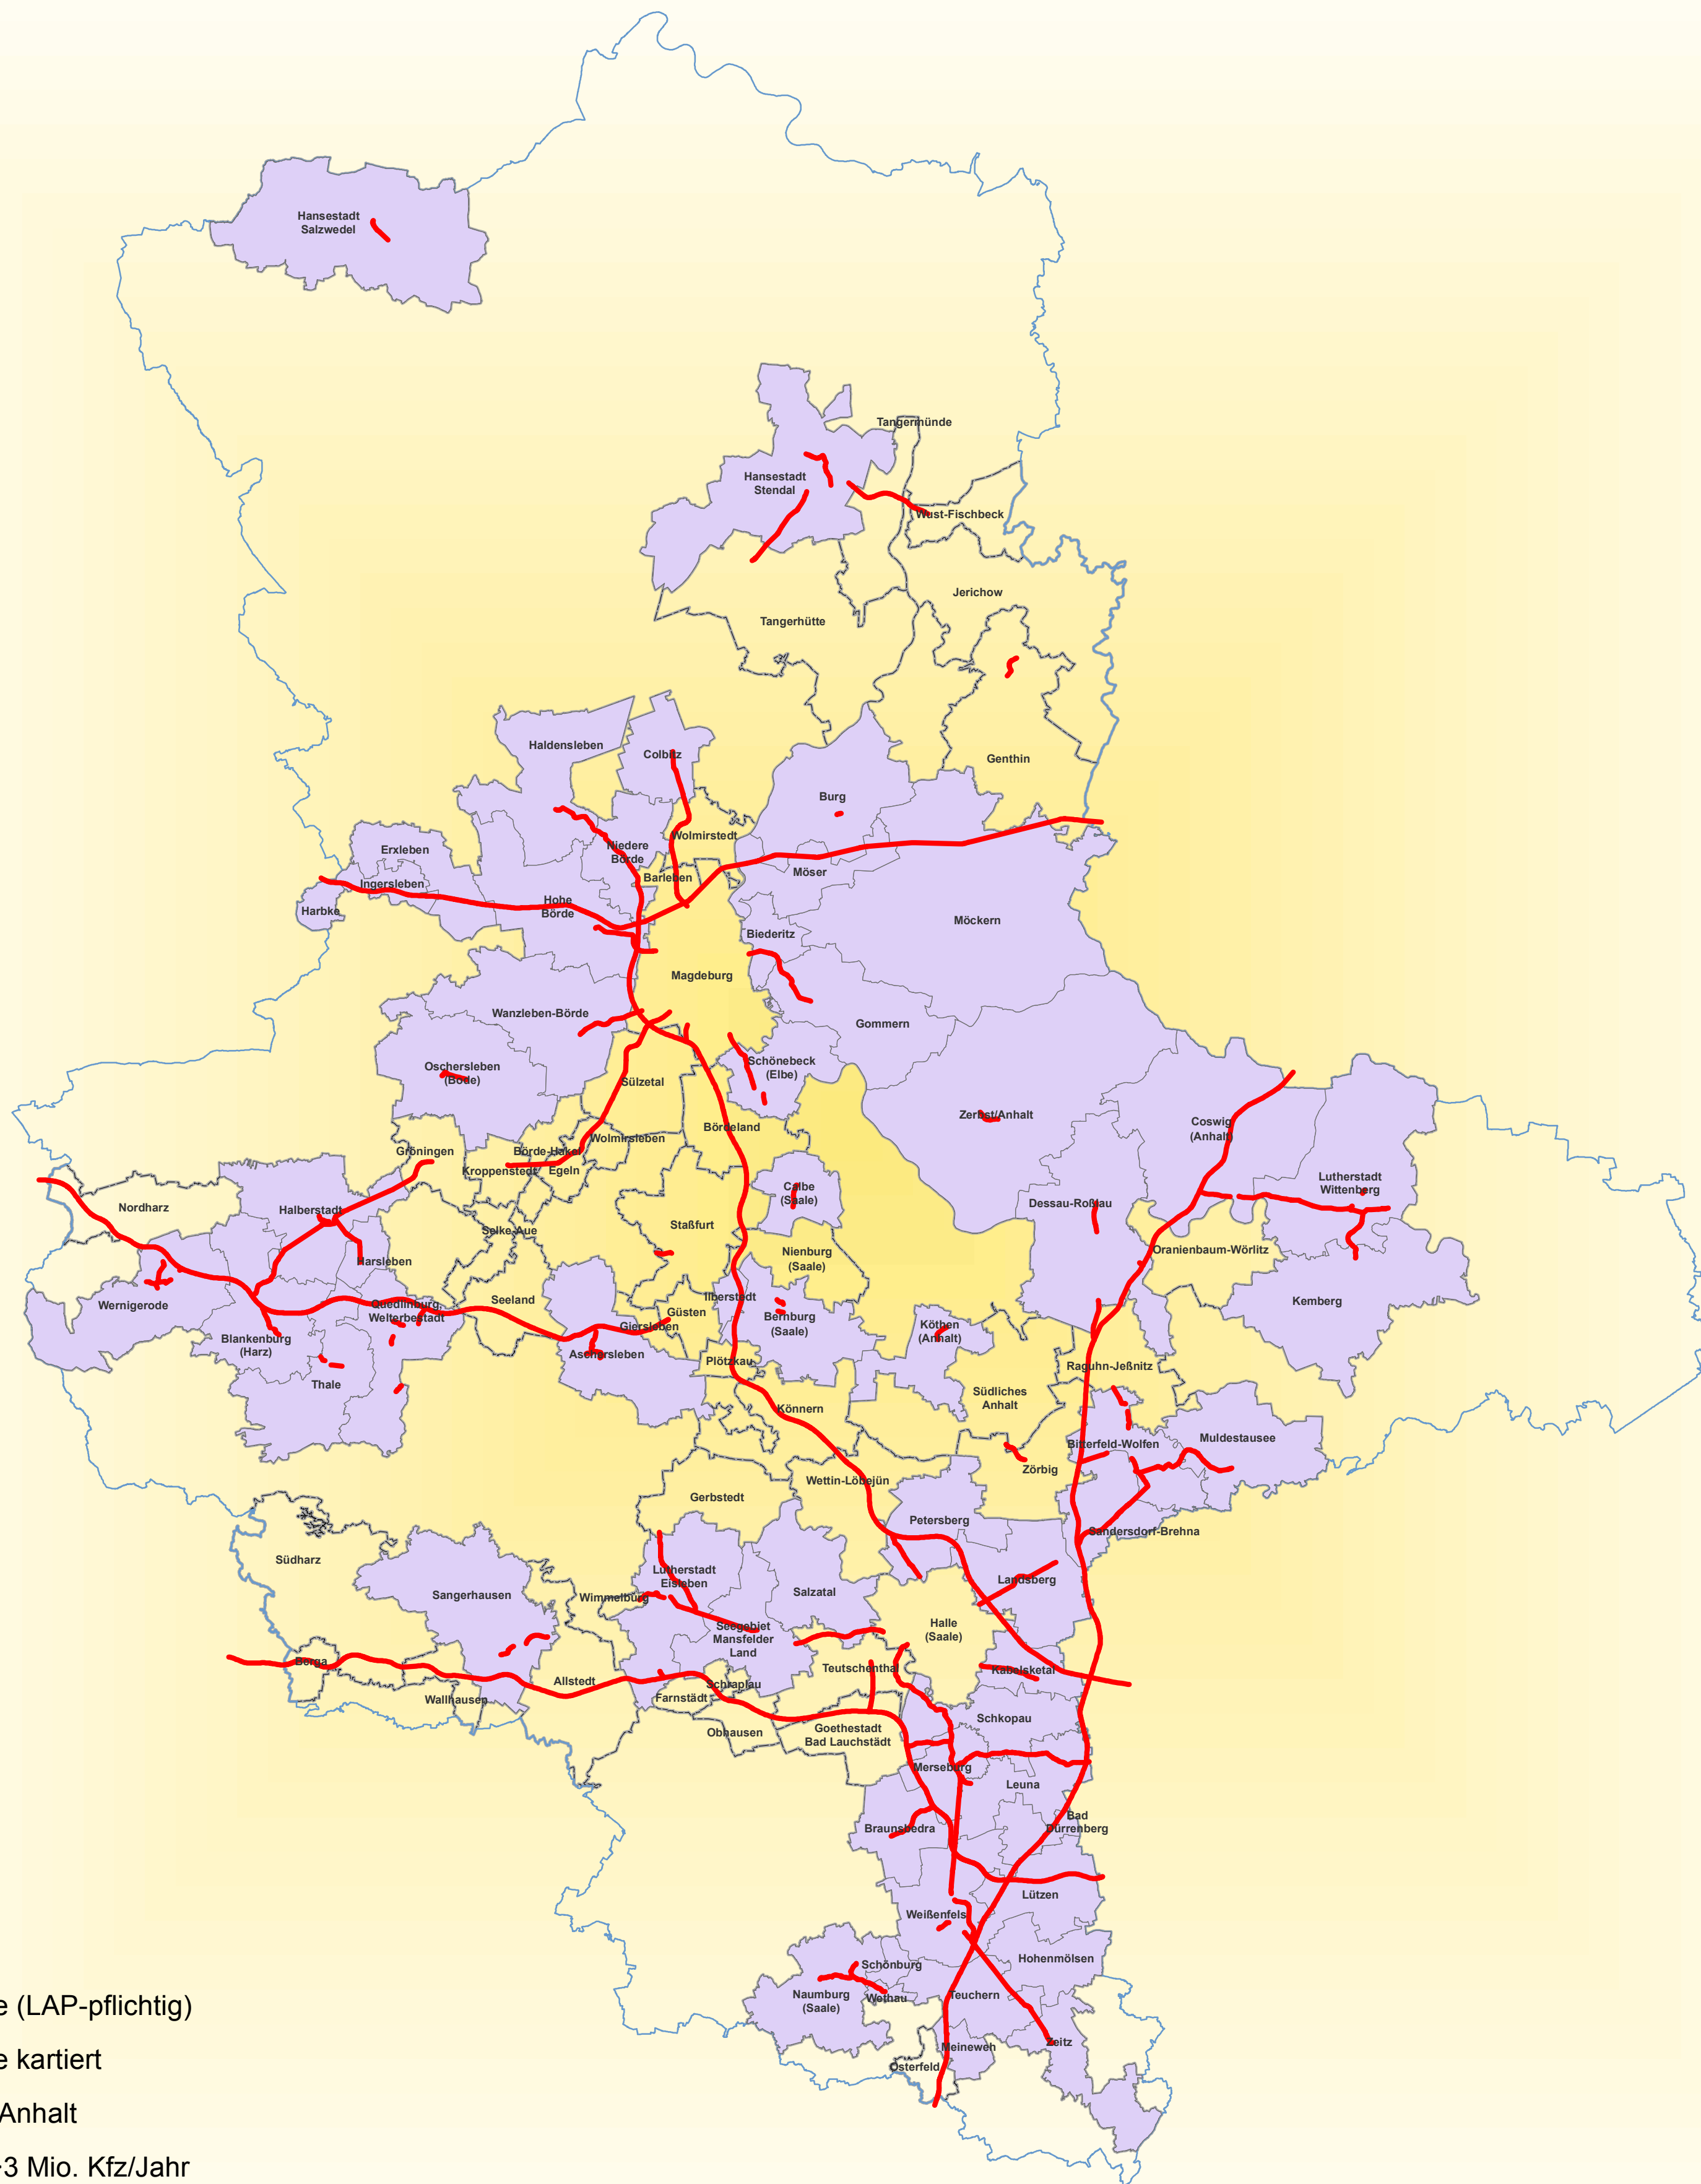 Hansestadt
Salzwedel
Tangermünde
Hansestadt
Stendal
Wust-Fischbeck
Jerichow
Tangerhütte
Genthin
Haldensleben
Colbitz
Burg
Wolmirstedt
Niedere
Börde
Erxleben
Möser
Barleben
Ingersleben
Hohe
Börde
Harbke
Möckern
Biederitz
Magdeburg
Wanzleben-Börde
Gommern
Oschersleben
(Bode)
Schönebeck
(Elbe)
Sülzetal
Zerbst/Anhalt
Coswig
(Anhalt)
Bördeland
Wolmirsleben
Gröningen
Börde-Hakel
Kroppenstedt
Egeln
Lutherstadt
Wittenberg
Calbe
(Saale)
Nordharz
Halberstadt
Dessau-Roßlau
Staßfurt
Selke-Aue
Oranienbaum-Wörlitz
Nienburg
(Saale)
Harsleben
Ilberstedt
Seeland
Kemberg
Wernigerode
Quedlinburg,
Welterbestadt
Güsten
Bernburg
(Saale)
Giersleben
Köthen
(Anhalt)
Blankenburg
(Harz)
Aschersleben
Plötzkau
Raguhn-Jeßnitz
Thale
Südliches
Anhalt
Könnern
Muldestausee
Bitterfeld-Wolfen
Zörbig
Wettin-Löbejün
Gerbstedt
Petersberg
Sandersdorf-Brehna
Südharz
Lutherstadt
Eisleben
Landsberg
Sangerhausen
Wimmelburg
Salzatal
Halle
(Saale)
Seegebiet
Mansfelder
Land
Berga
Teutschenthal
Kabelsketal
Allstedt
Schraplau
Wallhausen
Farnstädt
Schkopau
Obhausen
Goethestadt
Bad Lauchstädt
Merseburg
Leuna
Bad
Dürrenberg
Braunsbedra
Lützen
Weißenfels
Hohenmölsen
Schönburg
Naumburg
(Saale)
Wethau
Teuchern
e (LAP-pflichtig)
Zeitz
Meineweh
e kartiert
Osterfeld
Anhalt
3 Mio. Kfz/Jahr